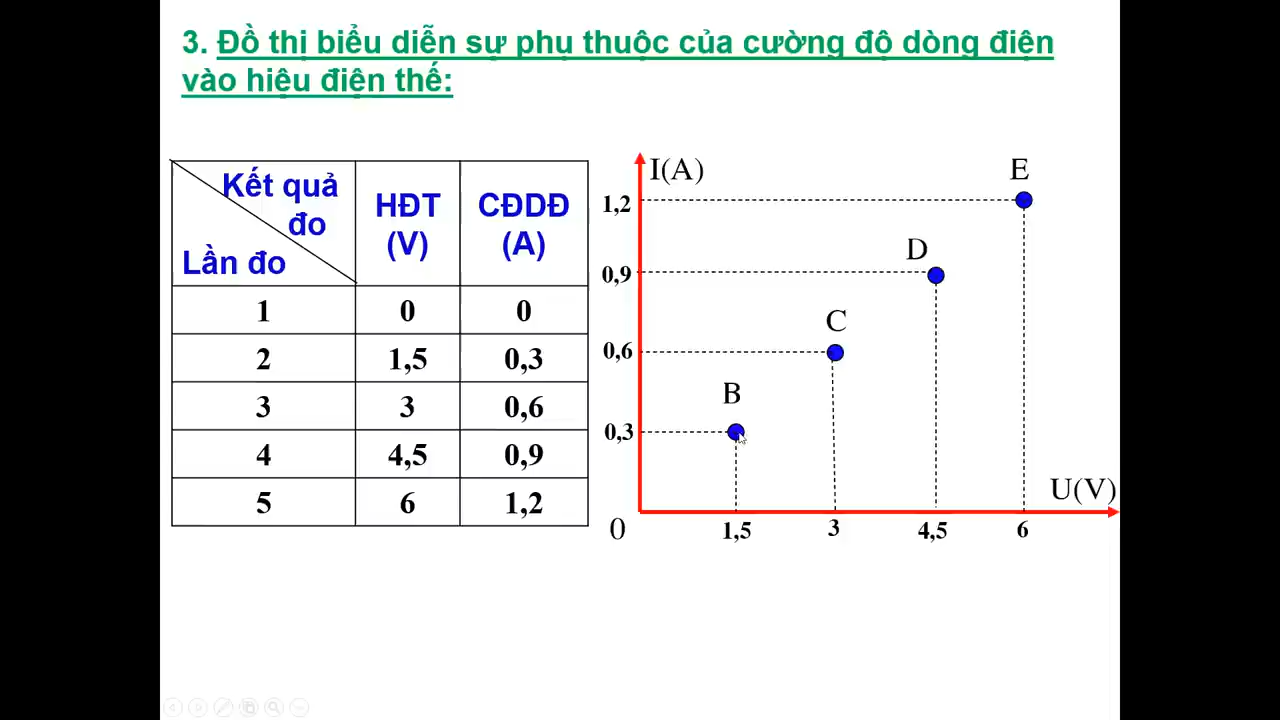 3. Đồ thị biểu diễn sự phụ thuộc của cường độ dòng điện
vào hiệu điện thế:
Kết quả
đo
Lần đo
HĐT
(V)
CĐDĐ
(A)
1 0 0
2 1,5 0,3
3 3 0,6
4 4,5 0,9
5 6 1,2
I(A)
E
1,2
D
0,9
C
0,6
B
0,3
U(V)
0
1,5 3 4,5 6